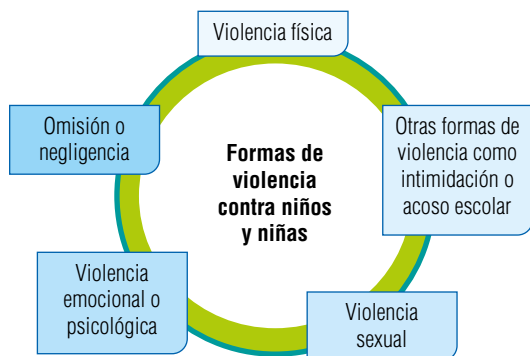 Violencia física
Omisión o
negligencia
Formas de
violencia
contra niños
y niñas
Otras formas de
violencia como
intimidación o
acoso escolar
Violencia
emocional o
psicológica
Violencia
sexual